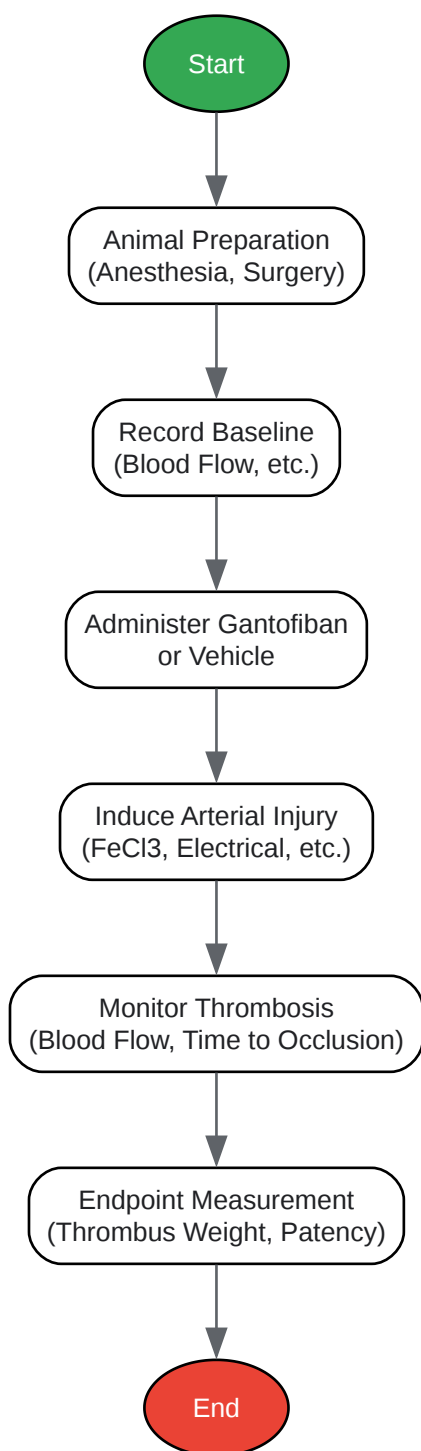 Start
Animal Preparation
(Anesthesia, Surgery)
Record Baseline
(Blood Flow, etc.)
Administer Gantofiban
or Vehicle
Induce Arterial Injury
(FeCl3, Electrical, etc.)
Monitor Thrombosis
(Blood Flow, Time to Occlusion)
Endpoint Measurement
(Thrombus Weight, Patency)
End